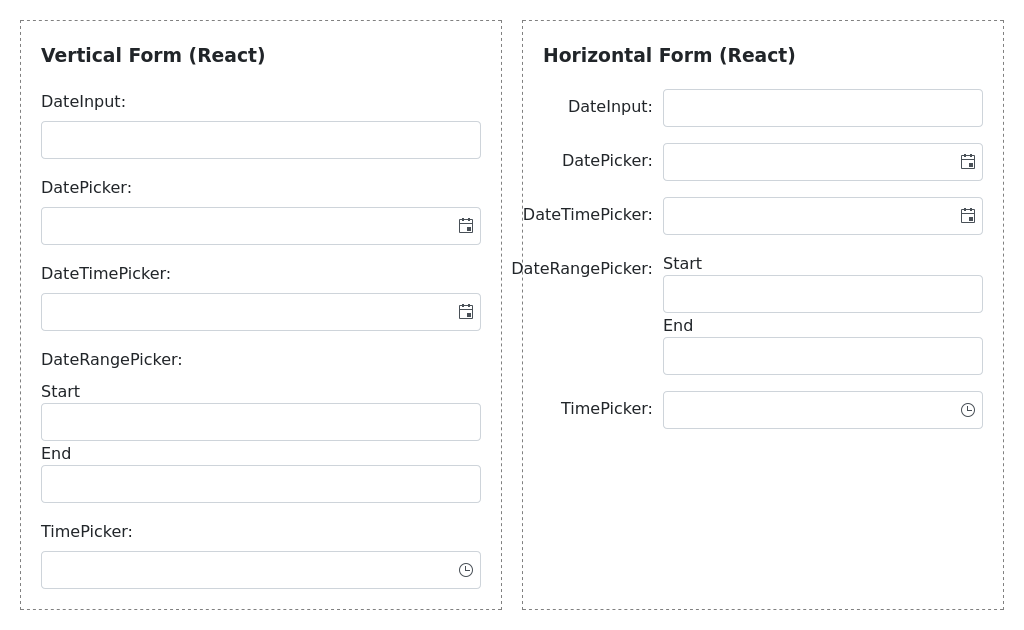 Vertical Form (React)
DateInput:
DatePicker:
DateTimePicker:
DateRangePicker:
Start
End
TimePicker:
Horizontal Form (React)
DateInput:
DatePicker:
DateTimePicker:
DateRangePicker:
Start
End
TimePicker: